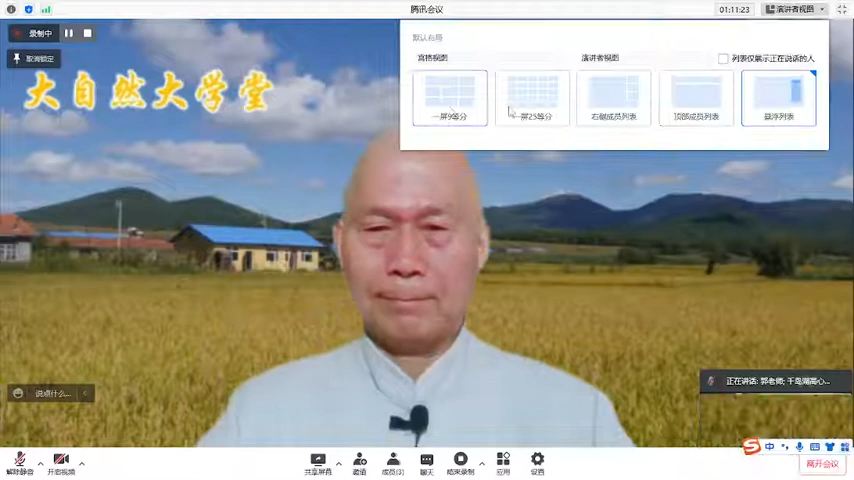 腾讯会议
01:11:23
演讲者视图
录制中
取消锁定
大自然大学堂
默认布局
宫格视图
演讲者视图
列表仅展示正在说话的人
一屏9等分
一屏25等分
右侧成员列表
顶部成员列表
悬浮列表
正在讲话: 郭老师; 千岛湖高心...
说点什么...
中
解除静音
开启视频
共享屏幕
邀请
成员(3)
聊天
结束录制
应用
设置
离开会议